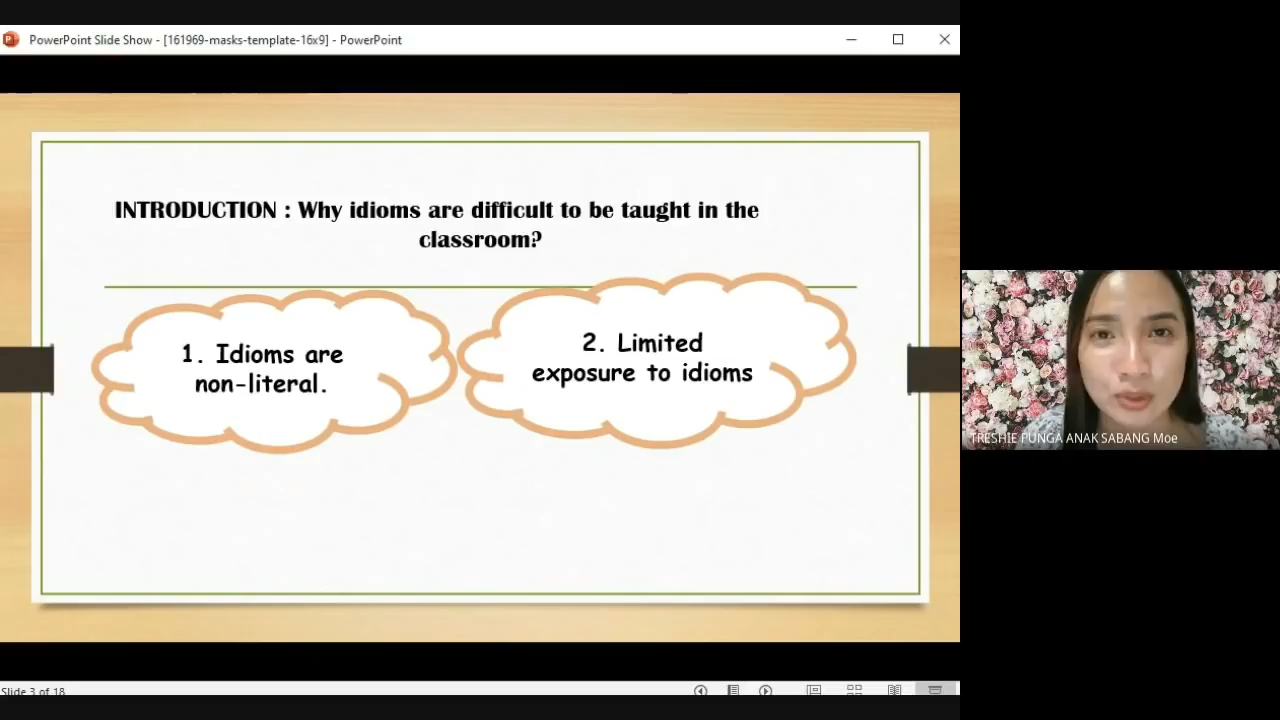 PowerPoint Slide Show - [161969-masks-template-16x9] - PowerPoint
INTRODUCTION : Why idioms are difficult to be taught in the
classroom?
1. Idioms are
non-literal.
2. Limited
exposure to idioms
TRESHIE PUNGA ANAK SABANG Moe
Slide 3 of 18